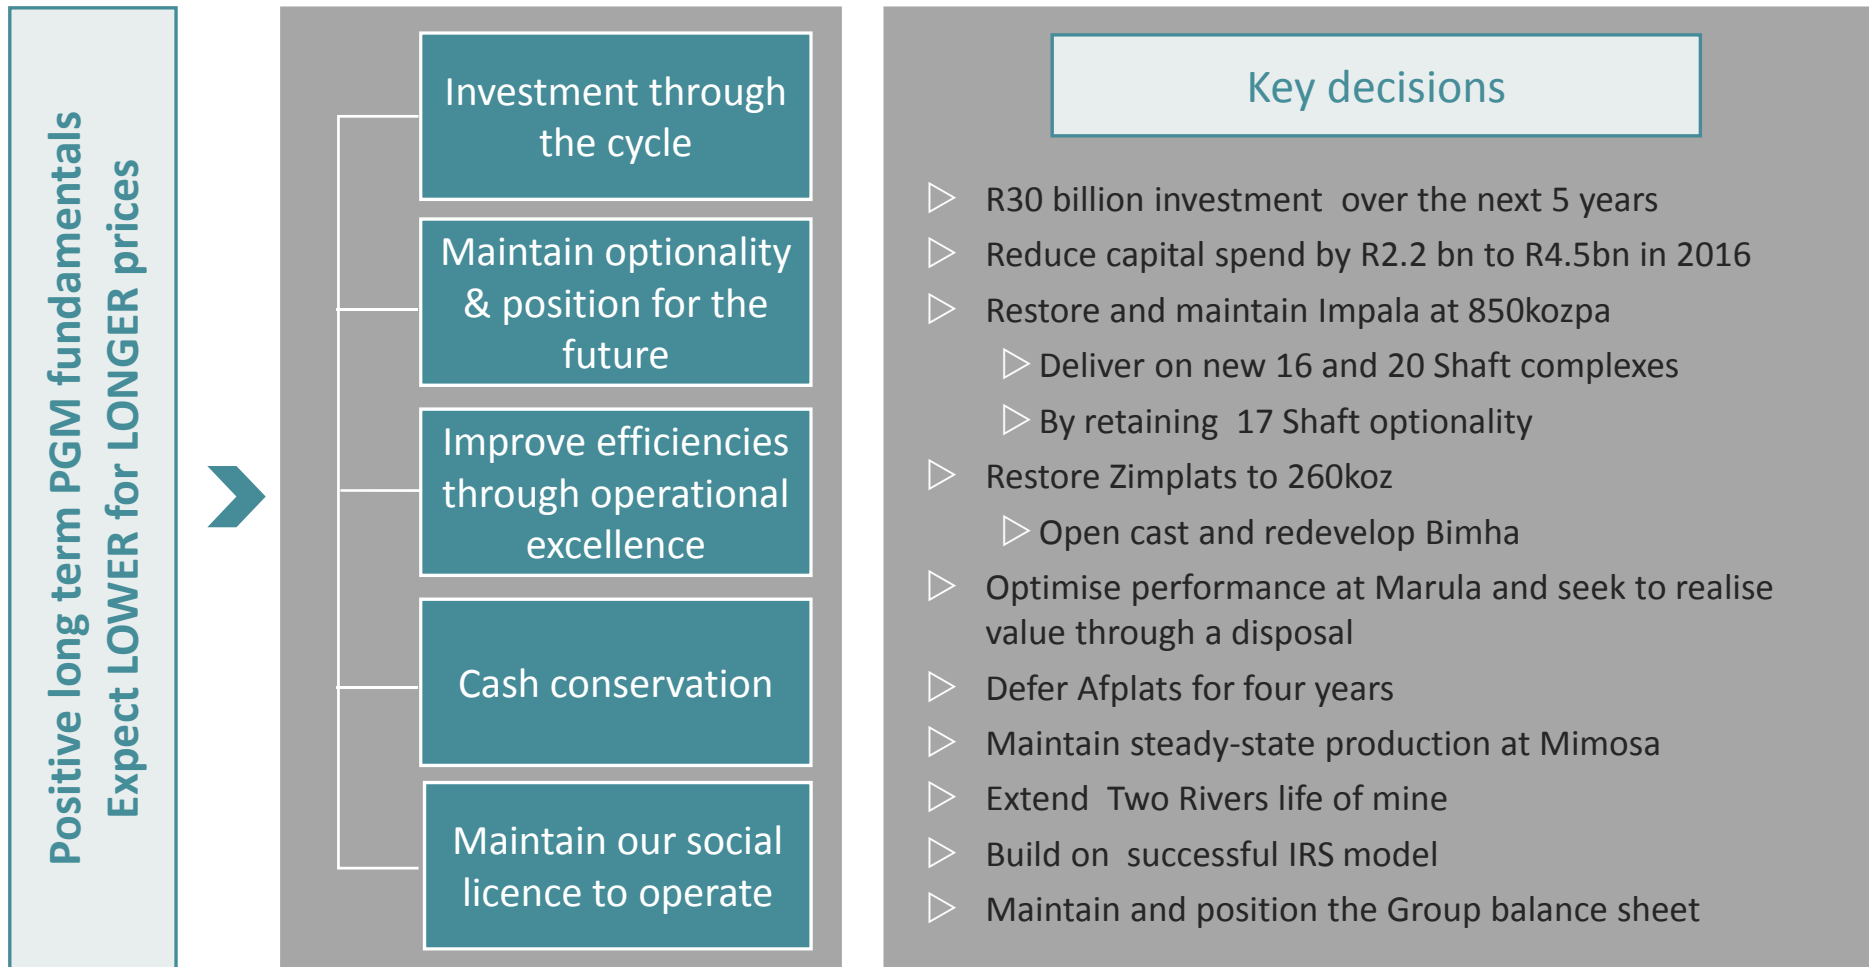 Positive long term PGM fundamentals
Expect LOWER for LONGER prices
Investment through
the cycle
Maintain optionality
& position for the
future
Improve efficiencies
through operational
excellence
Cash conservation
Maintain our social
licence to operate
Key decisions
R30 billion investment over the next 5 years
Reduce capital spend by R2.2 bn to R4.5bn in 2016
Restore and maintain Impala at 850kozpa
Deliver on new 16 and 20 Shaft complexes
By retaining 17 Shaft optionality
Restore Zimplats to 260koz
Open cast and redevelop Bimha
Optimise performance at Marula and seek to realise
value through a disposal
Defer Afplats for four years
Maintain steady-state production at Mimosa
Extend Two Rivers life of mine
Build on successful IRS model
Maintain and position the Group balance sheet